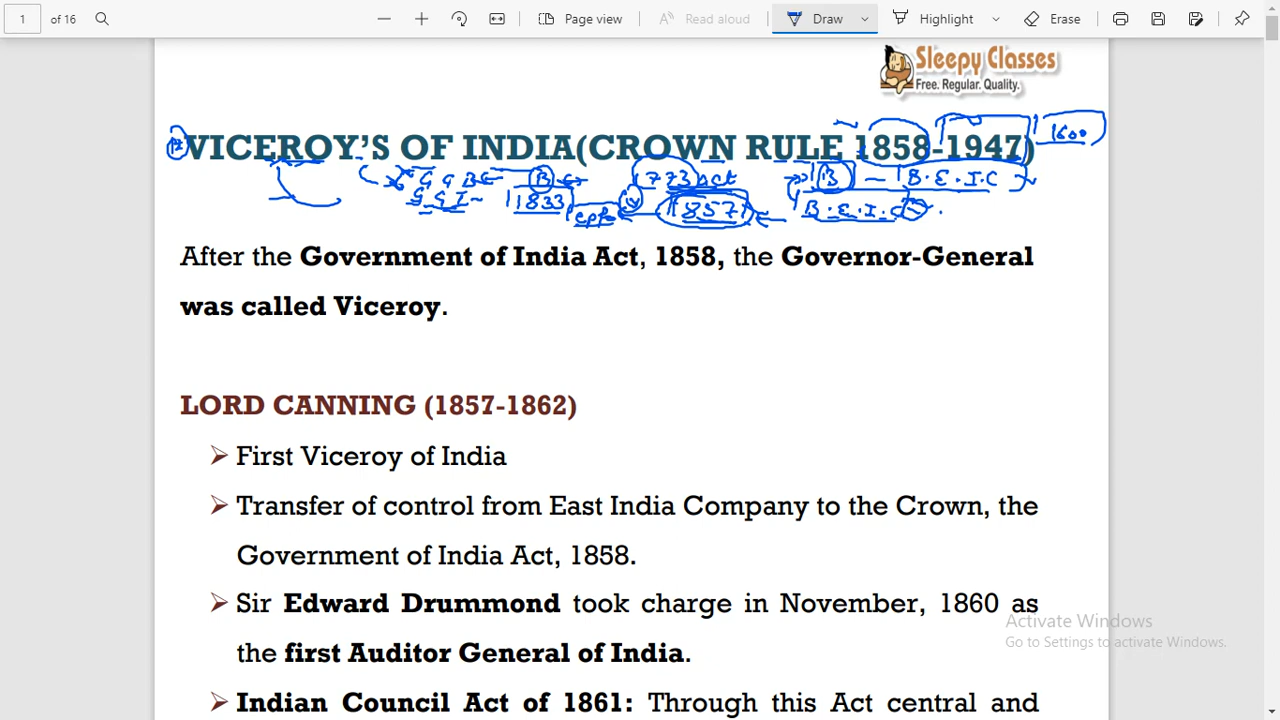 1 of 16 Page view Read aloud Draw Highlight Erase
Sleepy Classes
Free. Regular. Quality.
VICEROY'S OF INDIA(CROWN RULE 1858-1947) 1600
G G B B 1773 Act B - B.E.I.C
G G I 1833 1857 B.E.I.C
After the Government of India Act, 1858, the Governor-General
was called Viceroy.
LORD CANNING (1857-1862)
First Viceroy of India
Transfer of control from East India Company to the Crown, the
Government of India Act, 1858.
Sir Edward Drummond took charge in November, 1860 as
the first Auditor General of India.
Indian Council Act of 1861: Through this Act central and
Activate Windows
Go to Settings to activate Windows.